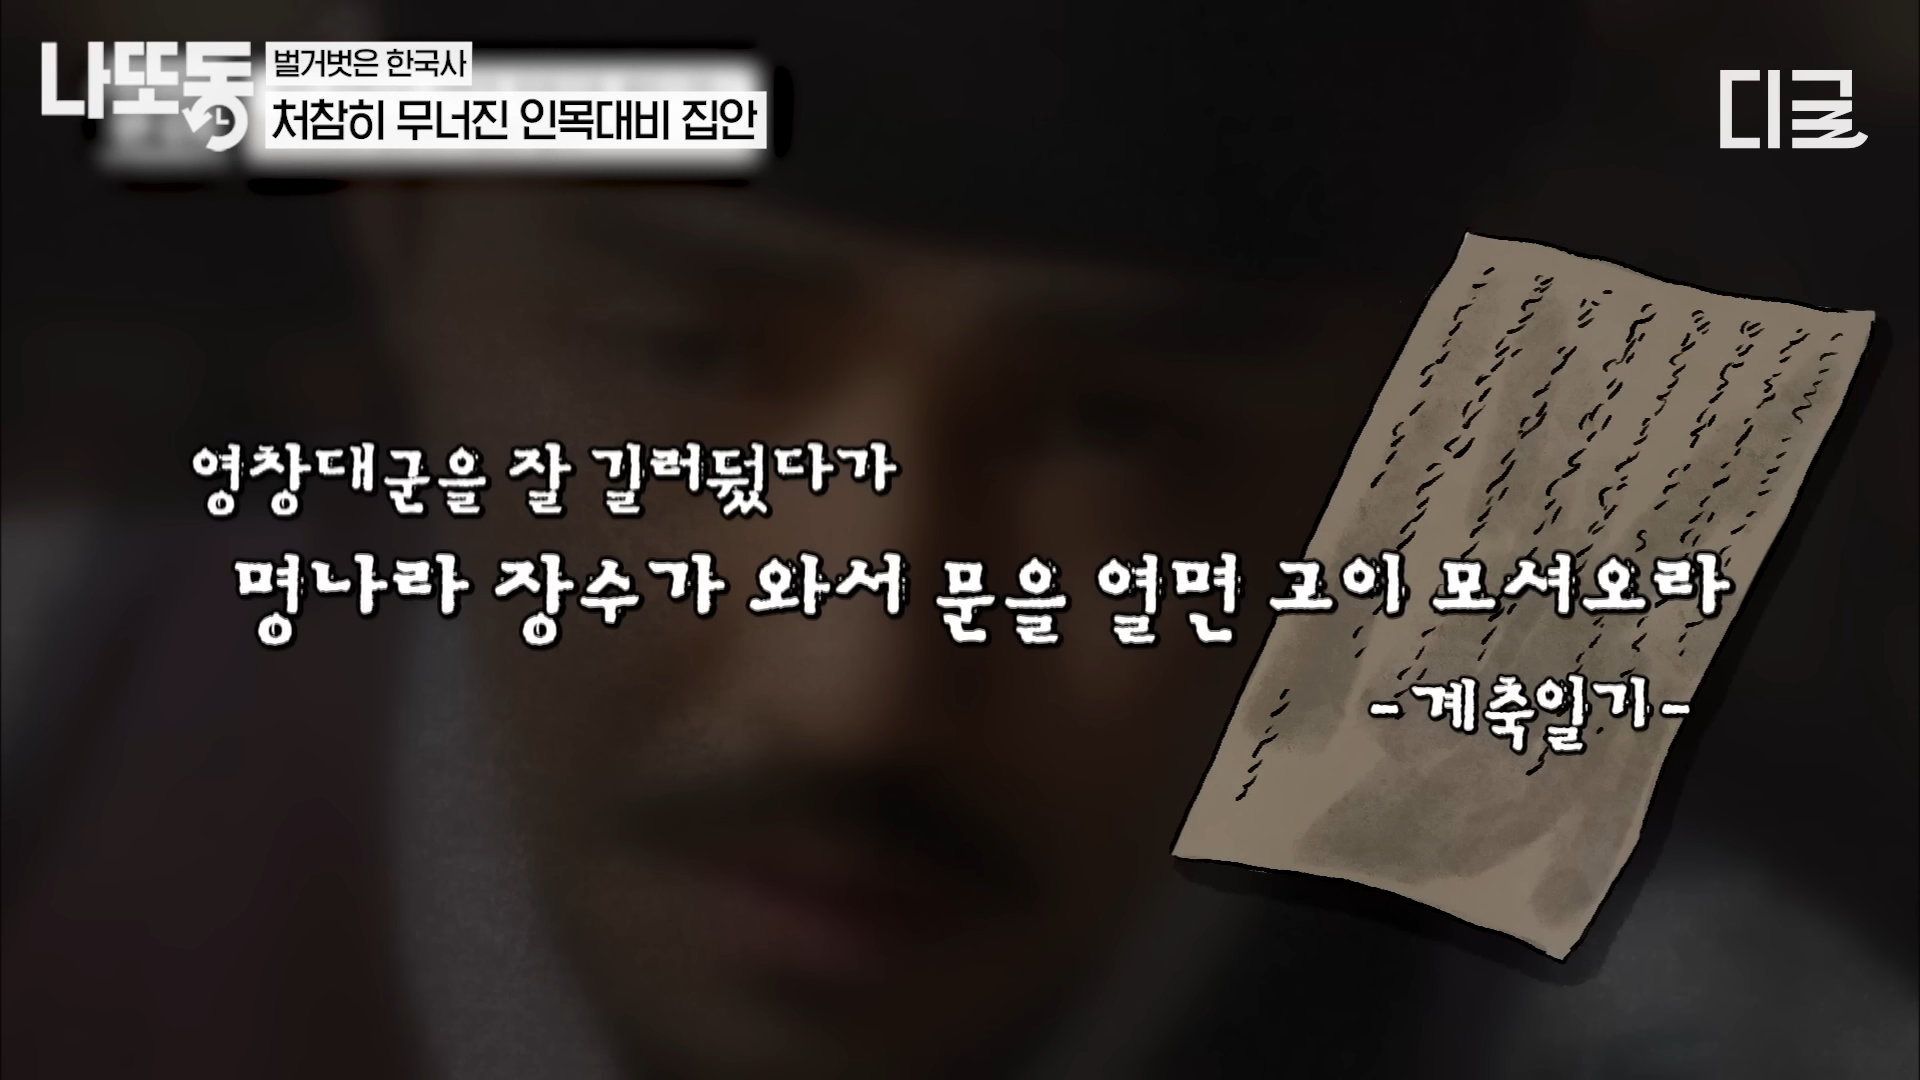 나또동
벌거벗은 한국사
처참히 무너진 인목대비 집안
디글
영창대군을 잘 길러뒀다가
명나라 장수가 와서 문을 열면 고이 모셔오라
-계축일기-